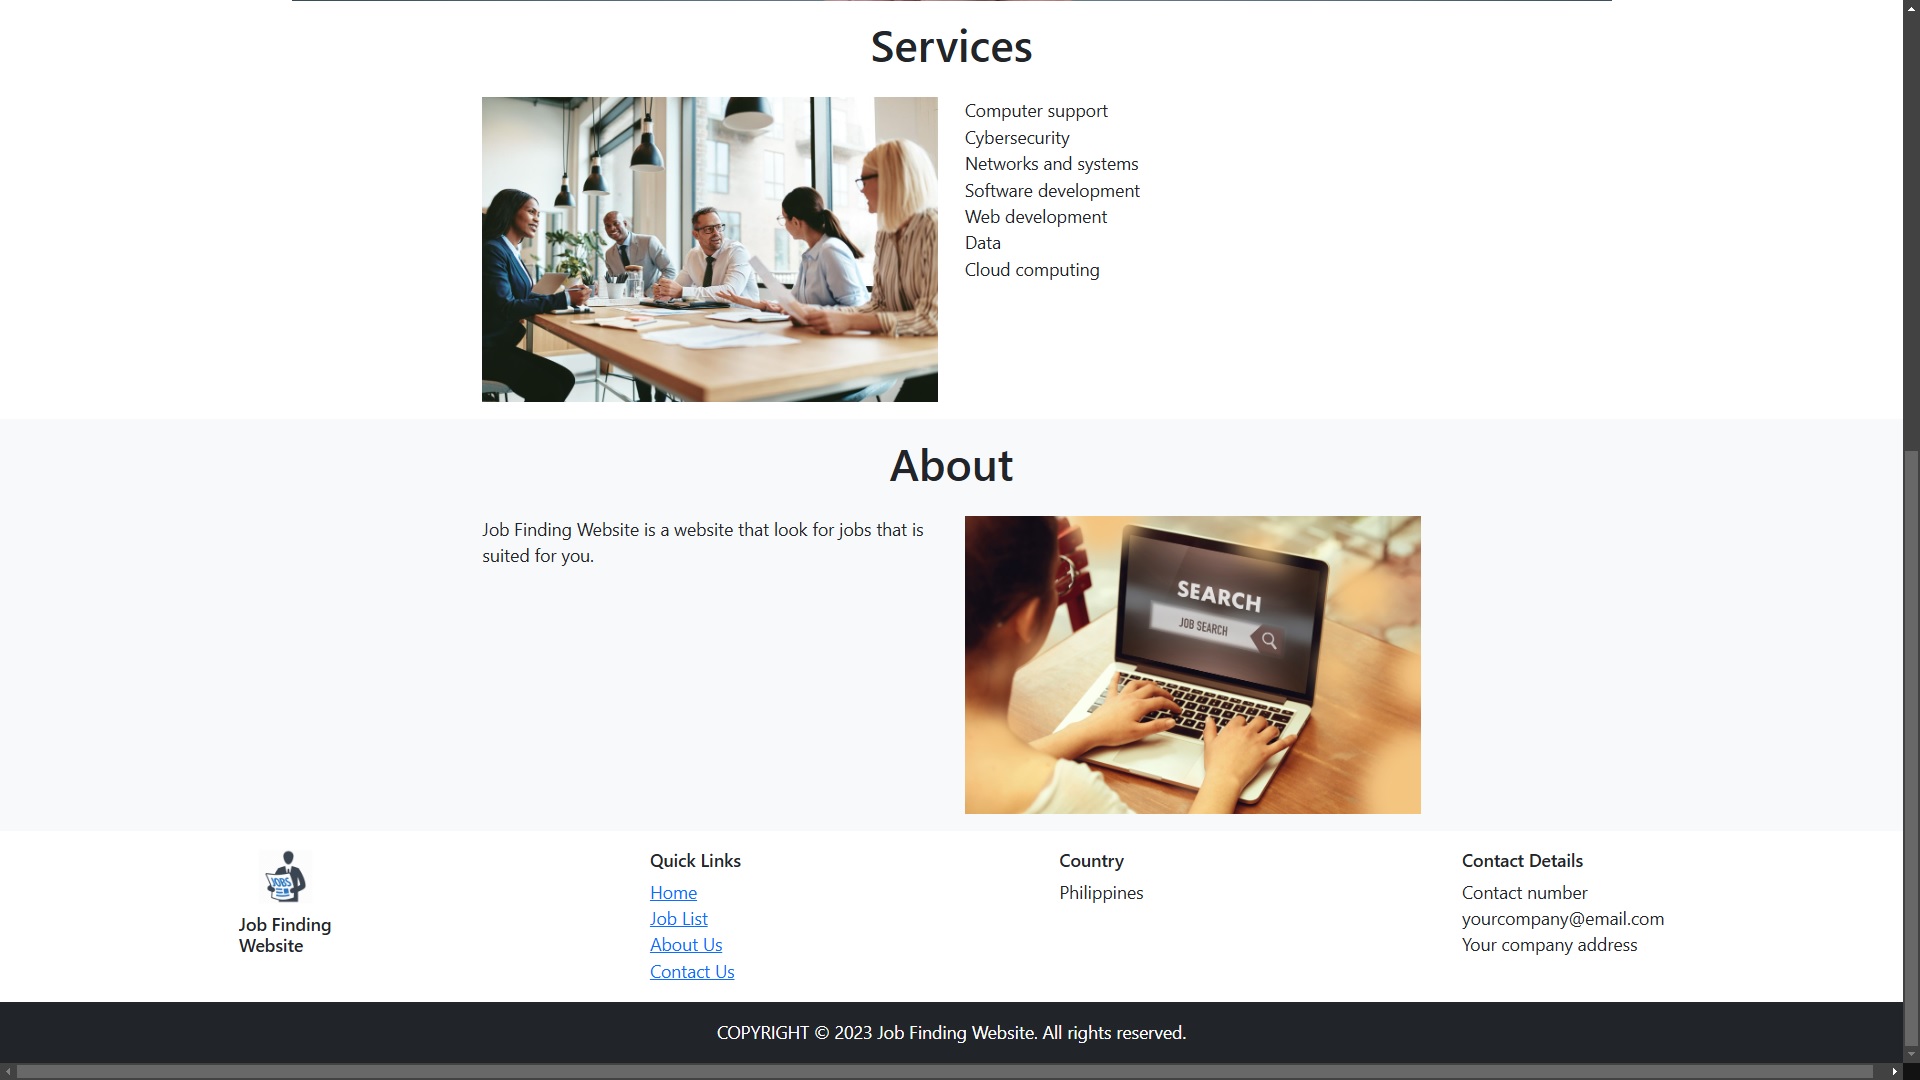 Services
Computer support
Cybersecurity
Networks and systems
Software development
Web development
Data
Cloud computing
About
Job Finding Website is a website that look for jobs that is
suited for you.
SEARCH
JOB SEARCH
JOBS
Job Finding
Website
Quick Links
Home
Job List
About Us
Contact Us
Country
Philippines
Contact Details
Contact number
yourcompany@email.com
Your company address
COPYRIGHT © 2023 Job Finding Website. All rights reserved.